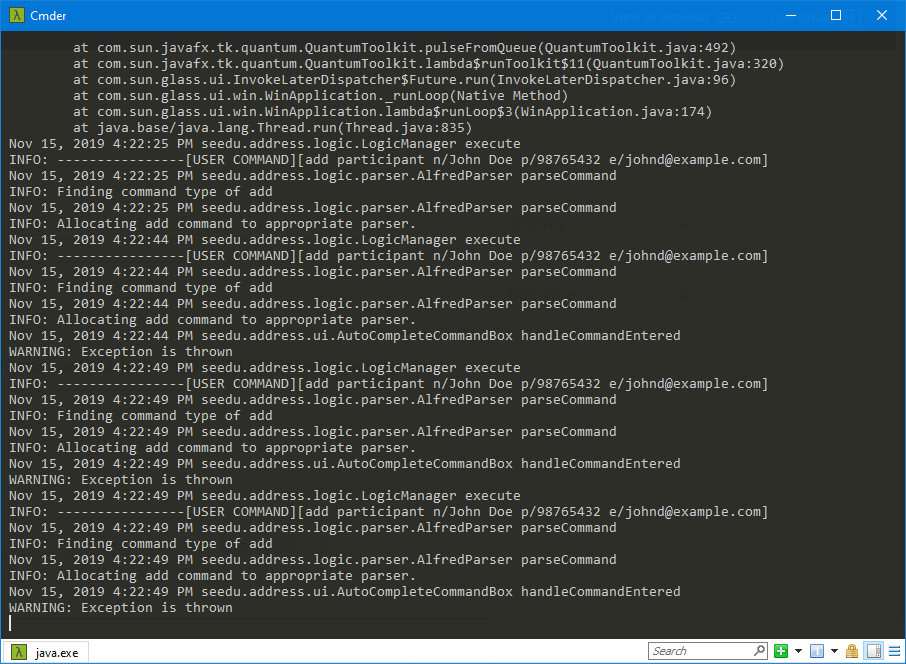 Cmder
at com.sun.javafx.tk.quantum.QuantumToolkit.pulseFromQueue(QuantumToolkit.java:492)
at com.sun.javafx.tk.quantum.QuantumToolkit.lambda$runToolkit$11(QuantumToolkit.java:320)
at com.sun.glass.ui.InvokeLaterDispatcher$Future.run(InvokeLaterDispatcher.java:96)
at com.sun.glass.ui.win.WinApplication._runLoop(Native Method)
at com.sun.glass.ui.win.WinApplication.lambda$runLoop$3(WinApplication.java:174)
at java.base/java.lang.Thread.run(Thread.java:835)
Nov 15, 2019 4:22:25 PM seedu.address.logic.LogicManager execute
INFO: ----------------[USER COMMAND][add participant n/John Doe p/98765432 e/johnd@example.com]
Nov 15, 2019 4:22:25 PM seedu.address.logic.parser.AlfredParser parseCommand
INFO: Finding command type of add
Nov 15, 2019 4:22:25 PM seedu.address.logic.parser.AlfredParser parseCommand
INFO: Allocating add command to appropriate parser.
Nov 15, 2019 4:22:44 PM seedu.address.logic.LogicManager execute
INFO: ----------------[USER COMMAND][add participant n/John Doe p/98765432 e/johnd@example.com]
Nov 15, 2019 4:22:44 PM seedu.address.logic.parser.AlfredParser parseCommand
INFO: Finding command type of add
Nov 15, 2019 4:22:44 PM seedu.address.logic.parser.AlfredParser parseCommand
INFO: Allocating add command to appropriate parser.
Nov 15, 2019 4:22:44 PM seedu.address.ui.AutoCompleteCommandBox handleCommandEntered
WARNING: Exception is thrown
Nov 15, 2019 4:22:49 PM seedu.address.logic.LogicManager execute
INFO: ----------------[USER COMMAND][add participant n/John Doe p/98765432 e/johnd@example.com]
Nov 15, 2019 4:22:49 PM seedu.address.logic.parser.AlfredParser parseCommand
INFO: Finding command type of add
Nov 15, 2019 4:22:49 PM seedu.address.logic.parser.AlfredParser parseCommand
INFO: Allocating add command to appropriate parser.
Nov 15, 2019 4:22:49 PM seedu.address.ui.AutoCompleteCommandBox handleCommandEntered
WARNING: Exception is thrown
Nov 15, 2019 4:22:49 PM seedu.address.logic.LogicManager execute
INFO: ----------------[USER COMMAND][add participant n/John Doe p/98765432 e/johnd@example.com]
Nov 15, 2019 4:22:49 PM seedu.address.logic.parser.AlfredParser parseCommand
INFO: Finding command type of add
Nov 15, 2019 4:22:49 PM seedu.address.logic.parser.AlfredParser parseCommand
INFO: Allocating add command to appropriate parser.
Nov 15, 2019 4:22:49 PM seedu.address.ui.AutoCompleteCommandBox handleCommandEntered
WARNING: Exception is thrown
λ java.exe
Search